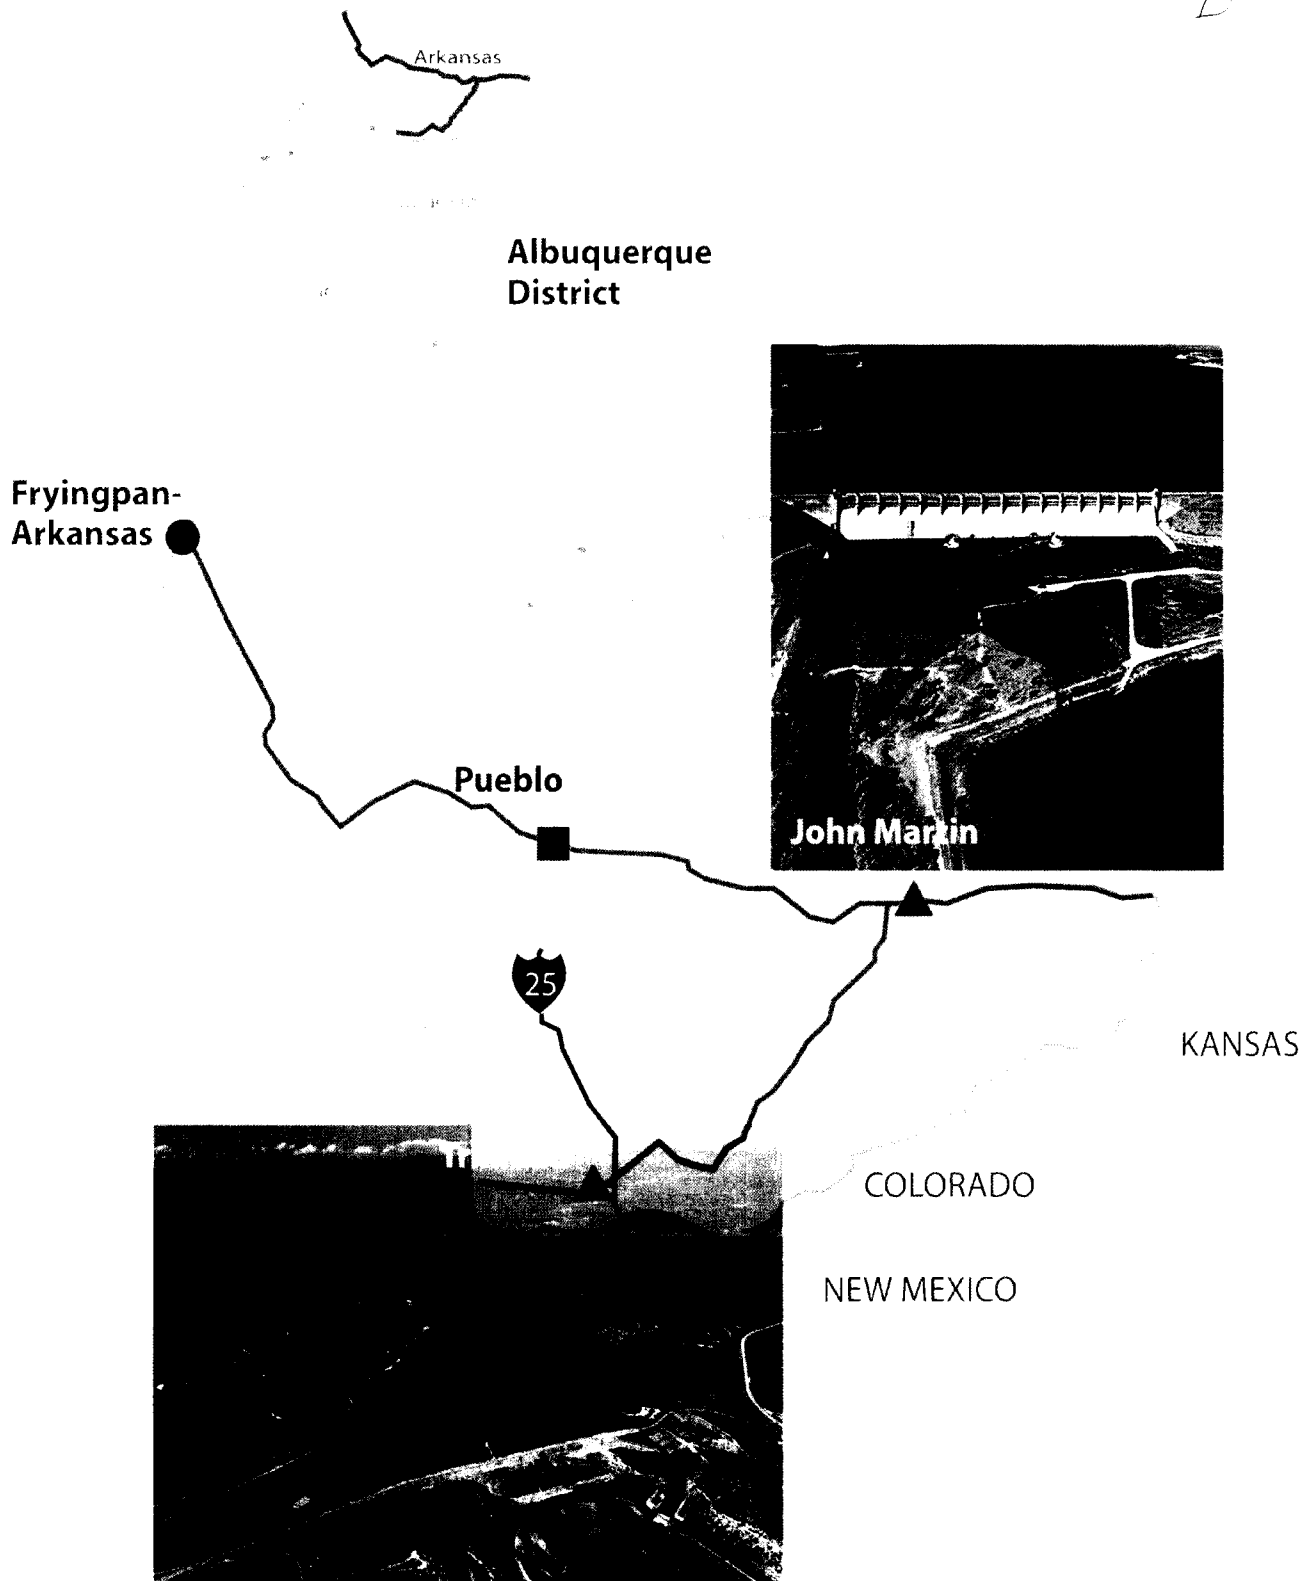 Arkansas
Albuquerque
District
Fryingpan-
Arkansas
Pueblo
John Martin
25
KANSAS
COLORADO
NEW MEXICO